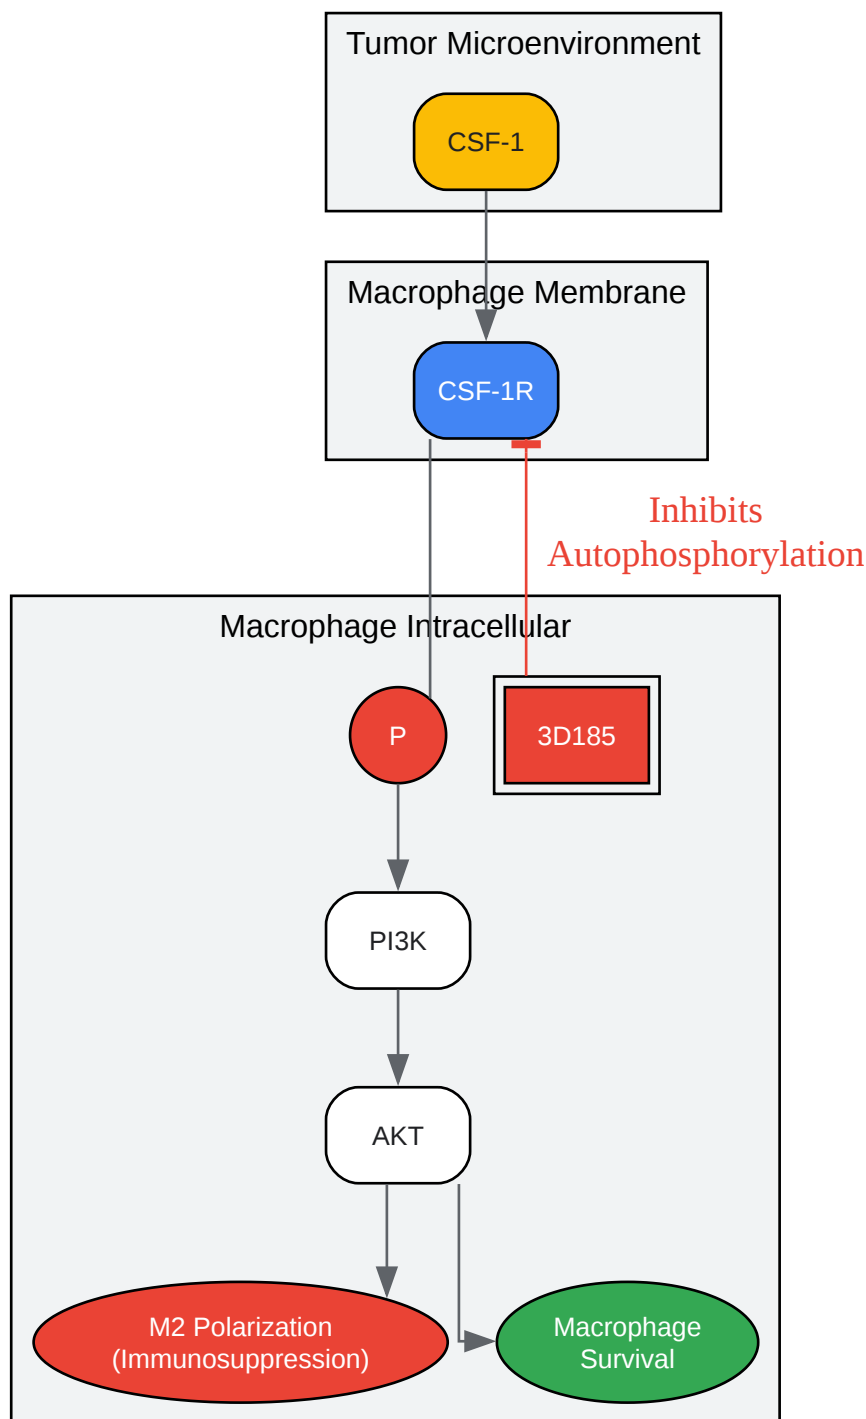 Tumor Microenvironment
CSF-1
Macrophage Membrane
CSF-1R
Inhibits
Autophosphorylation
Macrophage Intracellular
P
3D185
PI3K
AKT
M2 Polarization
(Immunosuppression)
Macrophage
Survival